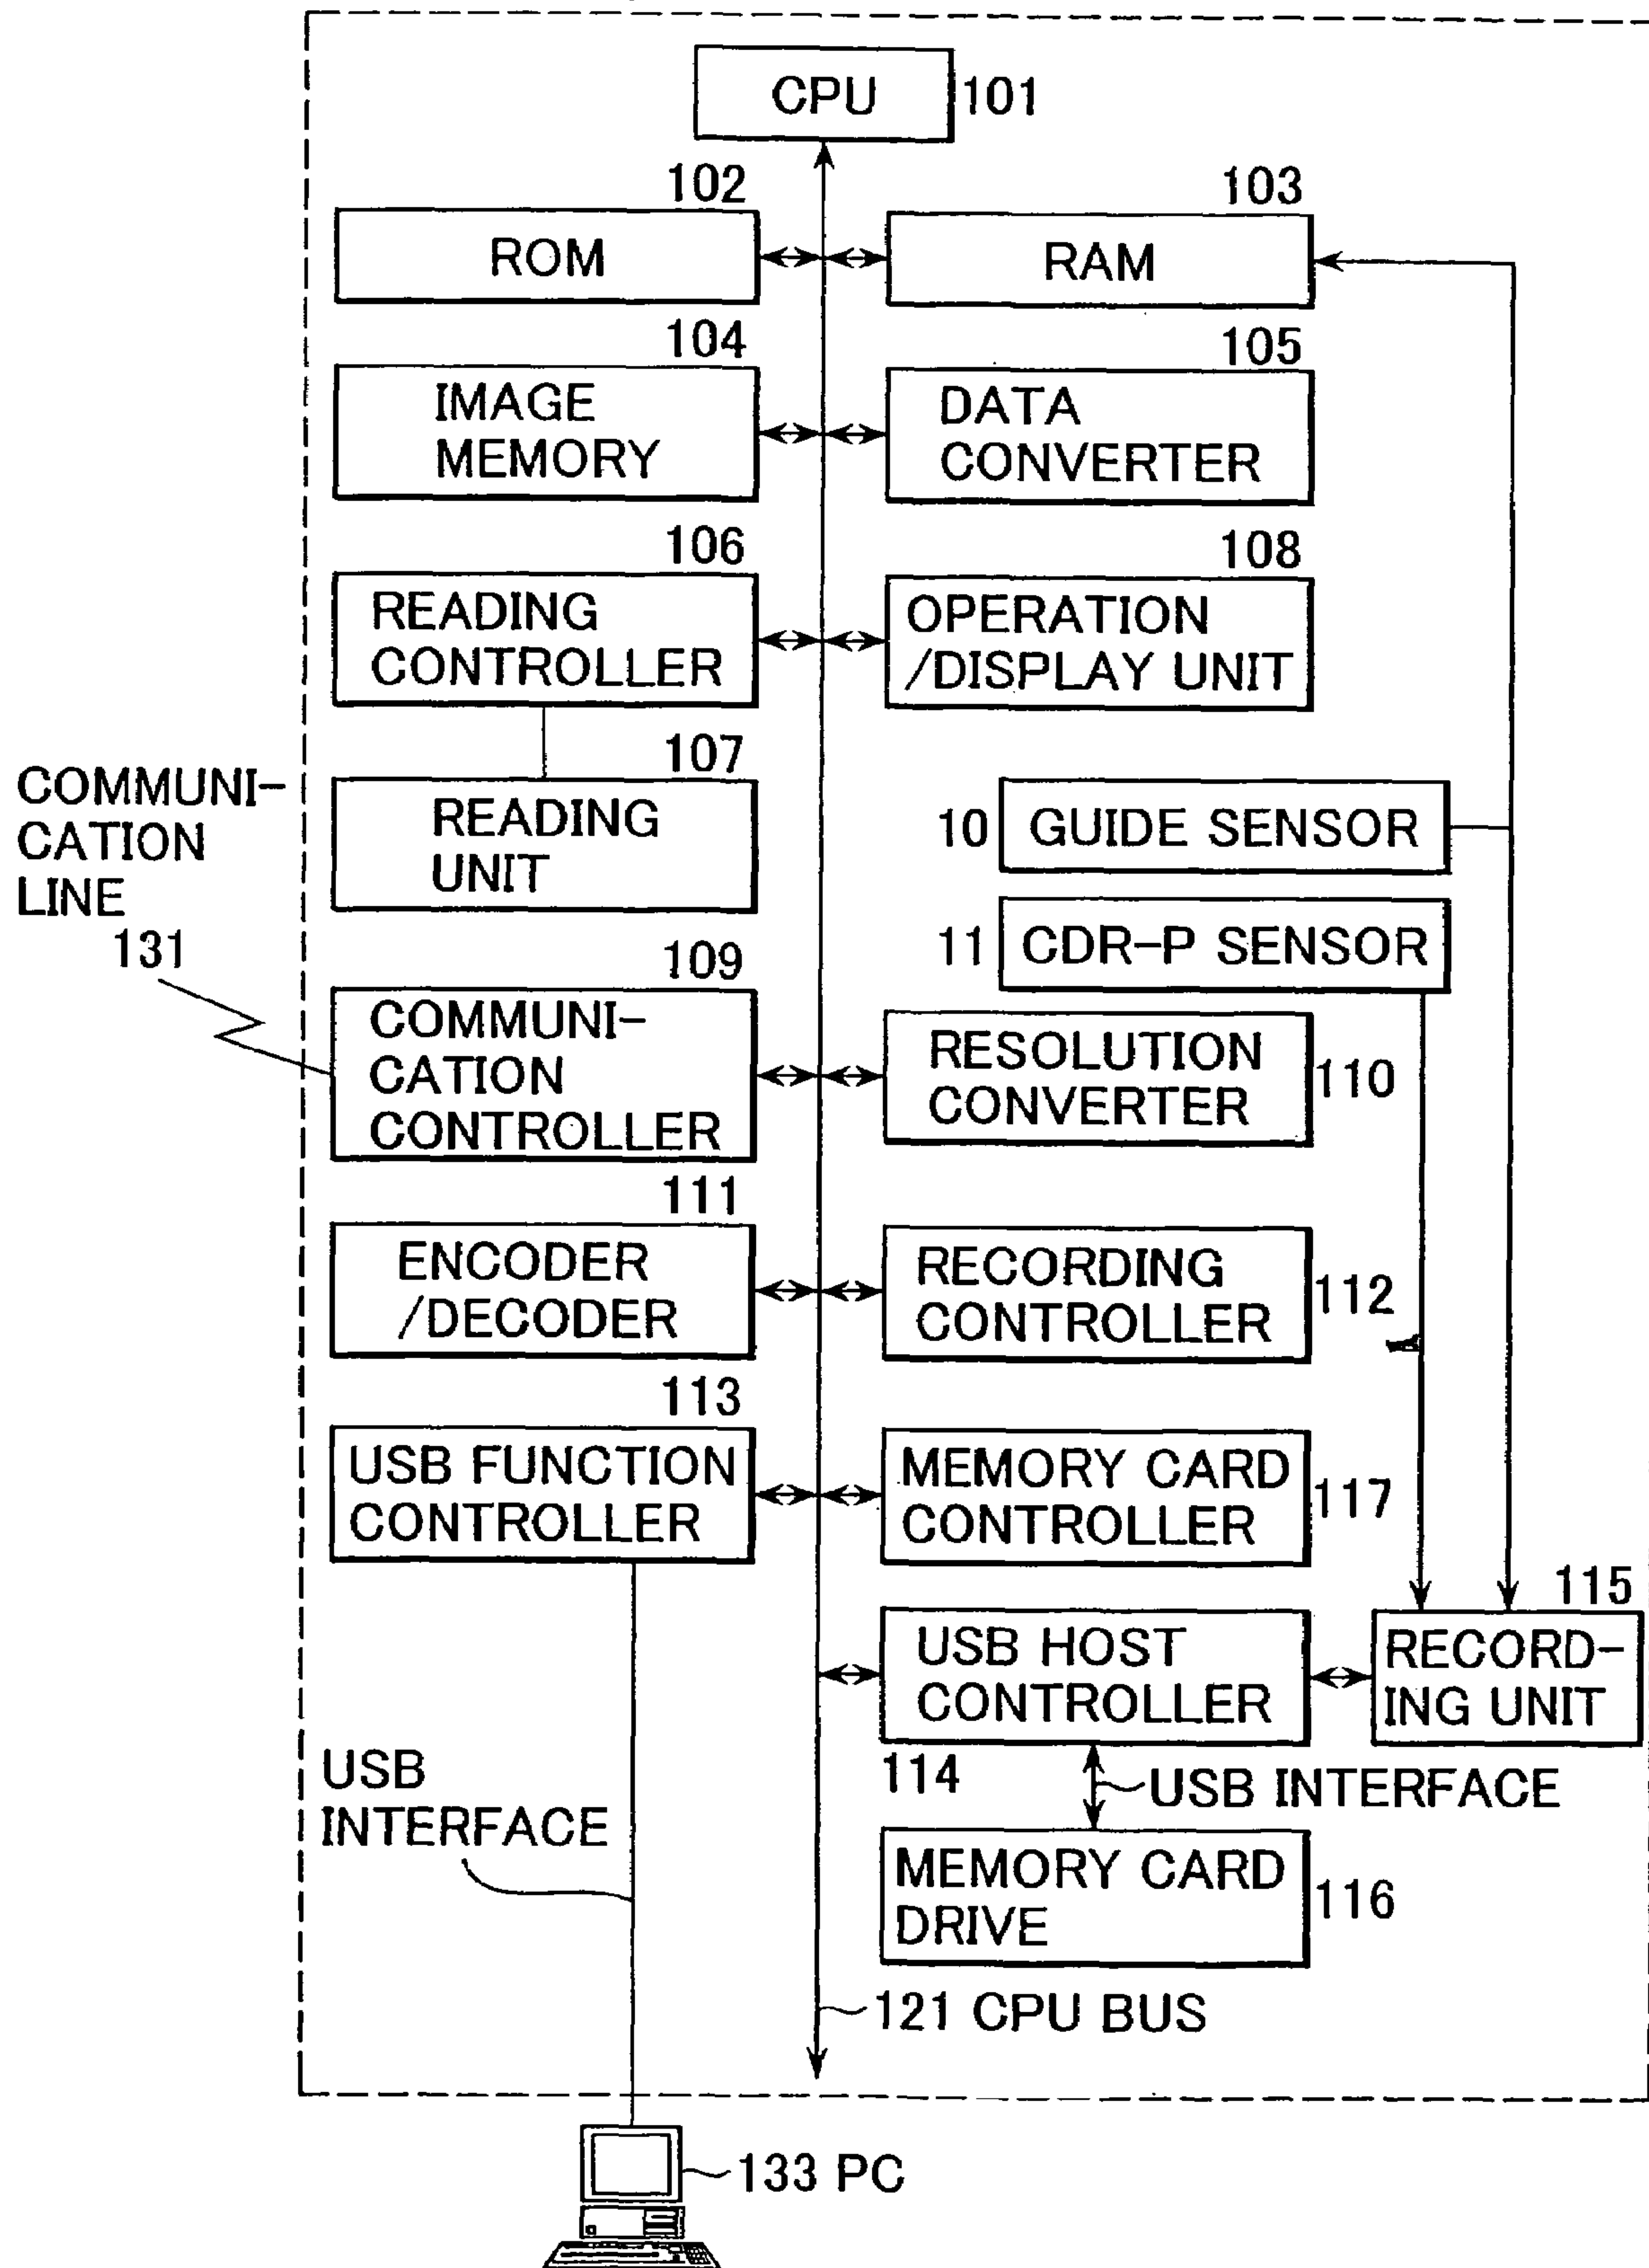 CPU
101
102
ROM
103
RAM
104
IMAGE
MEMORY
105
DATA
CONVERTER
106
READING
CONTROLLER
108
OPERATION
/DISPLAY UNIT
107
READING
UNIT
10
GUIDE SENSOR
11
CDR-P SENSOR
COMMUNI-
CATION
LINE
131
109
COMMUNI-
CATION
CONTROLLER
RESOLUTION
CONVERTER
110
111
ENCODER
/DECODER
RECORDING
CONTROLLER
112
113
USB FUNCTION
CONTROLLER
MEMORY CARD
CONTROLLER
117
USB HOST
CONTROLLER
114
115
RECORD-
ING UNIT
USB
INTERFACE
USB INTERFACE
MEMORY CARD
DRIVE
116
121 CPU BUS
133 PC